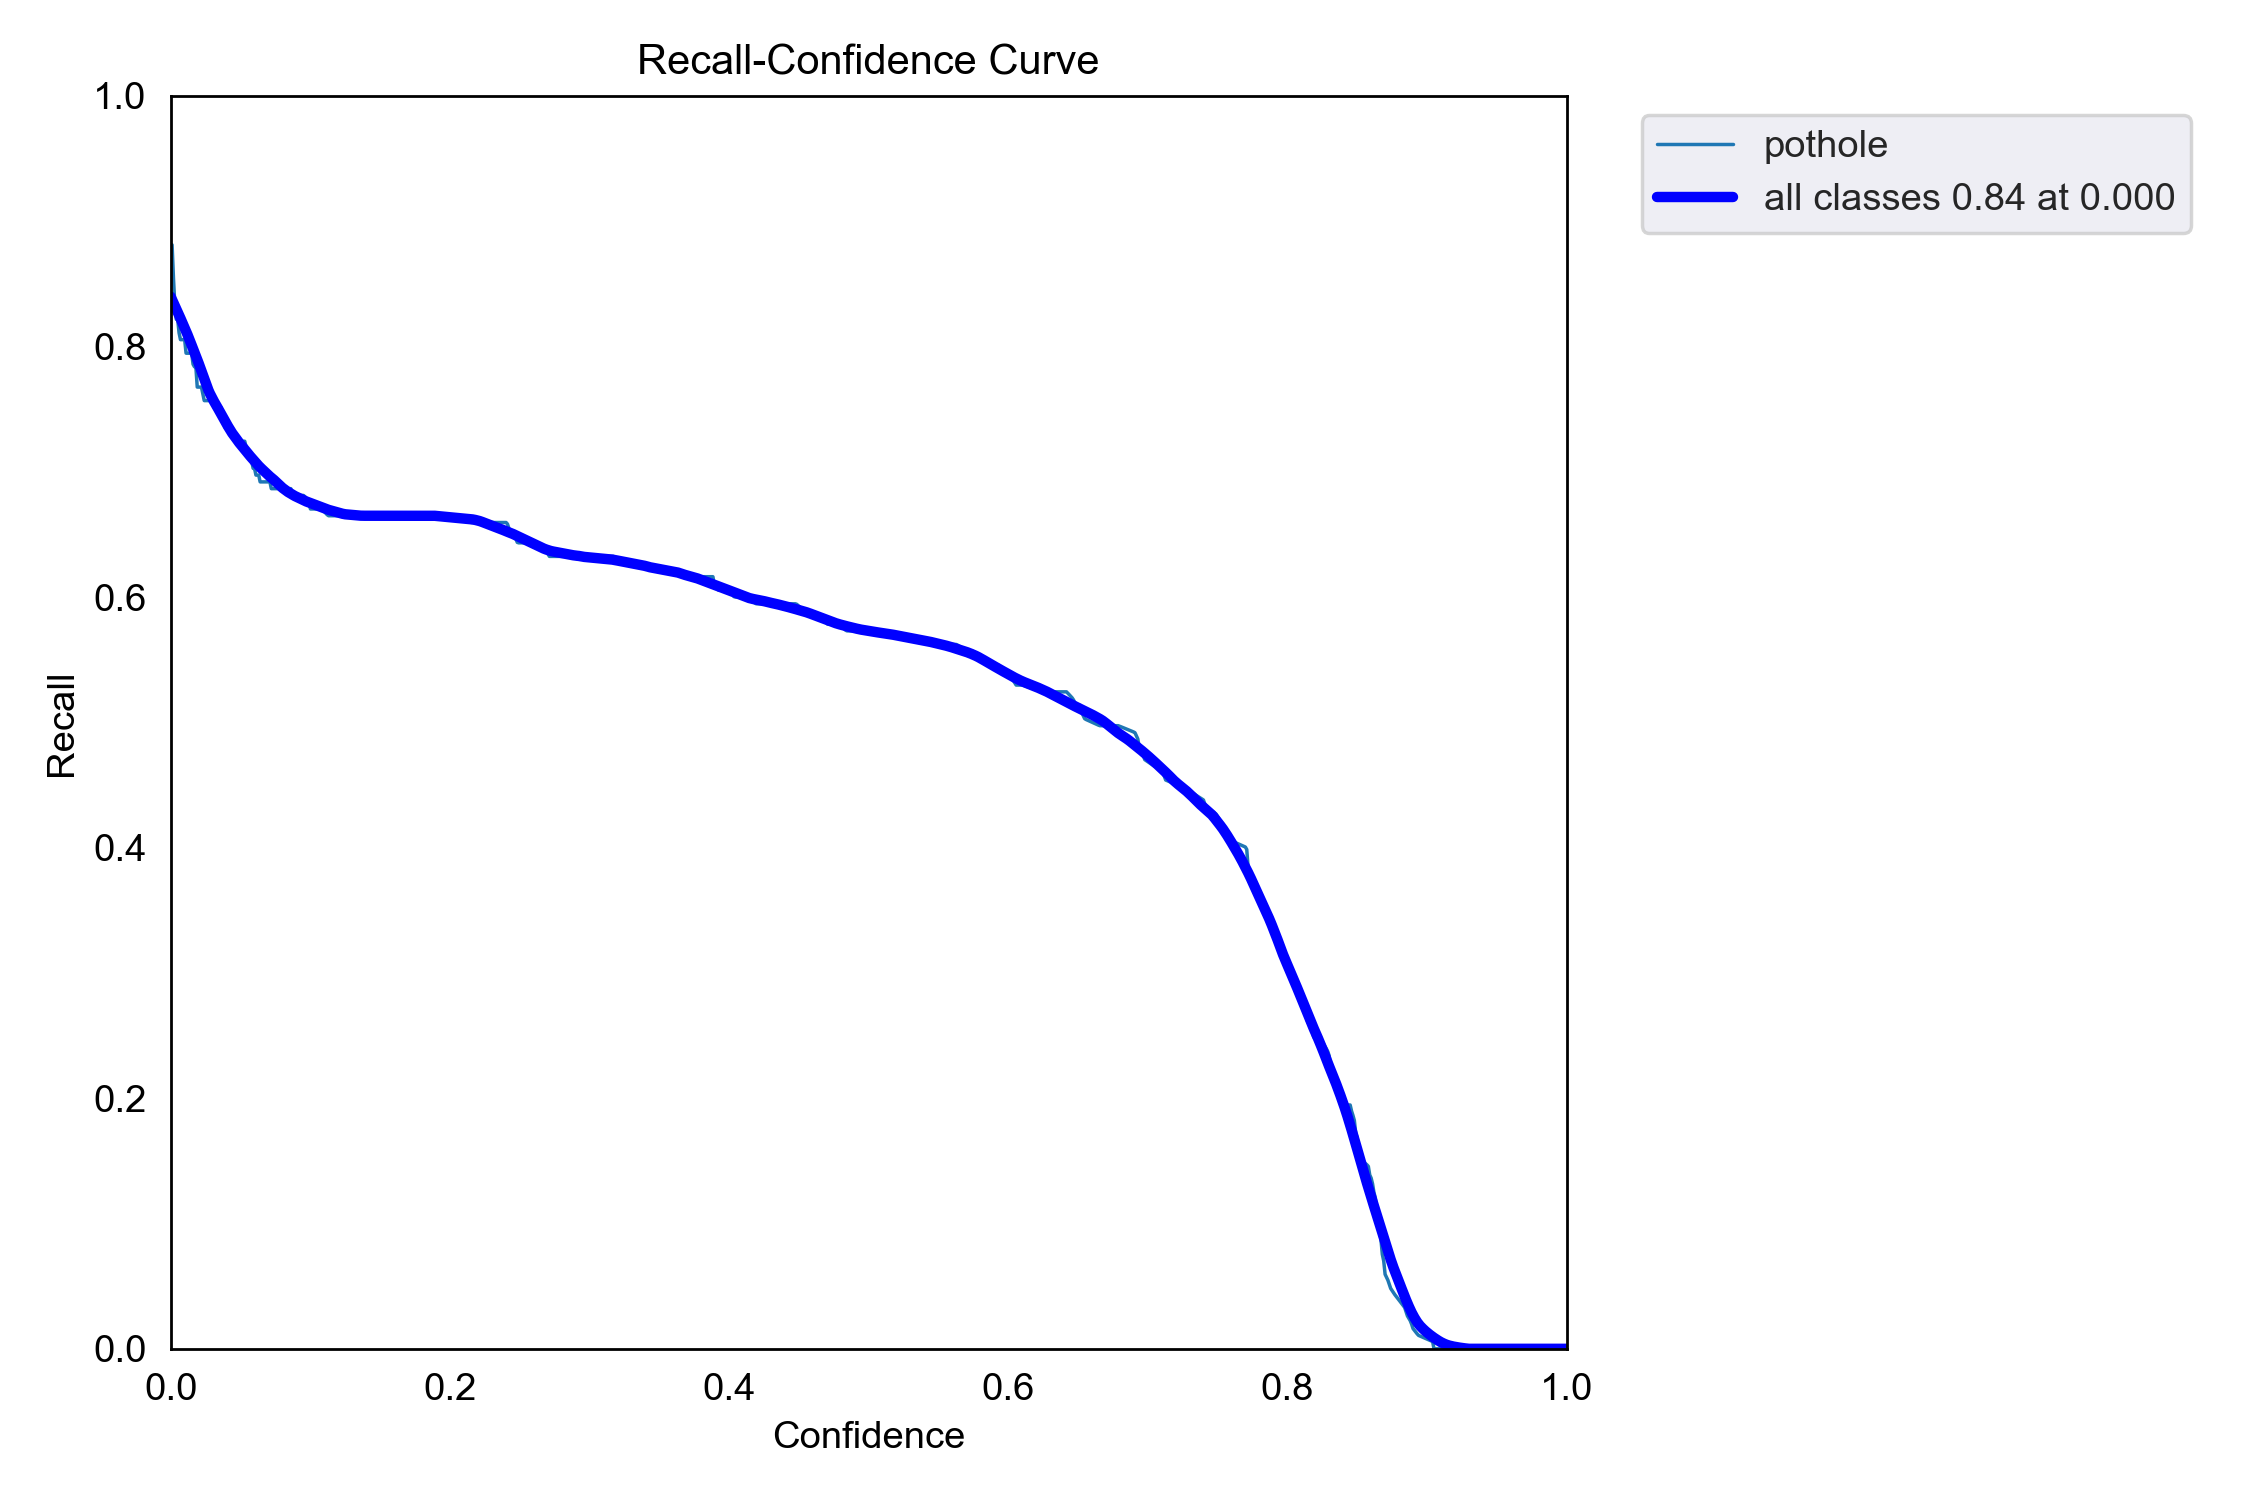 Recall-Confidence Curve
1.0
0.8
0.6
0.4
0.2
0.0
Recall
0.0 0.2 0.4 0.6 0.8 1.0
Confidence
pothole
all classes 0.84 at 0.000